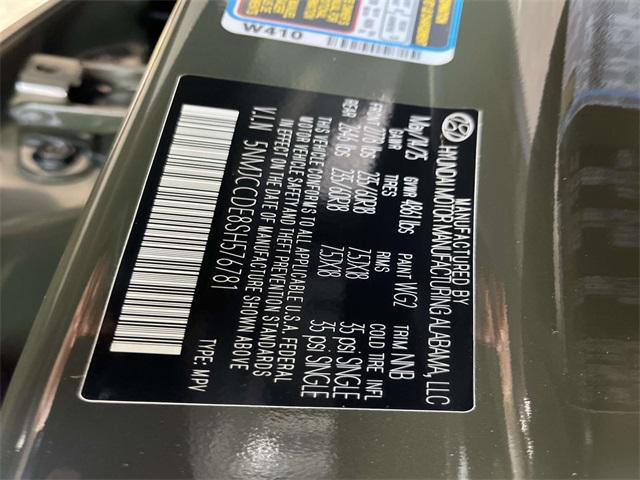 W410
MANUFACTURED BY
HYUNDAI MOTOR MANUFACTURING ALABAMA, LLC
May/14/25 GVWR 4861 lbs PAINT WG2 TRIM NNB
GAWR TIRES RIMS COLD TIRE INFL
FRONT 2778 lbs 235/60R18 7.5JX18 35 psi SINGLE
REAR 2645 lbs 235/60R18 7.5JX18 35 psi SINGLE
THIS VEHICLE CONFORMS TO ALL APPLICABLE U.S.A. FEDERAL
MOTOR VEHICLE SAFETY AND THEFT PREVENTION STANDARDS
IN EFFECT ON THE DATE OF MANUFACTURE SHOWN ABOVE
V.I.N 5NMJCCDE0SH576781 TYPE: MPV